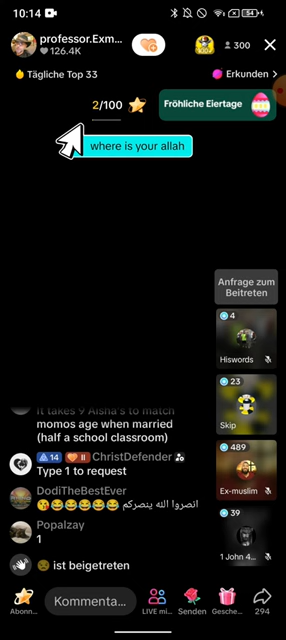 10:14
54
professor.Exm...
126.4K
300
Tägliche Top 33
Erkunden >
2/100
Fröhliche Eiertage
where is your allah
Anfrage zum
Beitreten
4
Hiswords
23
Skip
489
Ex-muslim
39
1 John 4...
It takes 9 Aisha's to match
momos age when married
(half a school classroom)
14 II ChristDefender
Type 1 to request
DodiTheBestEver
انصروا الله ينصركم
Popalzay
1
ist beigetreten
Abonn...
Kommenta...
LIVE mi...
Senden
Gesche...
294